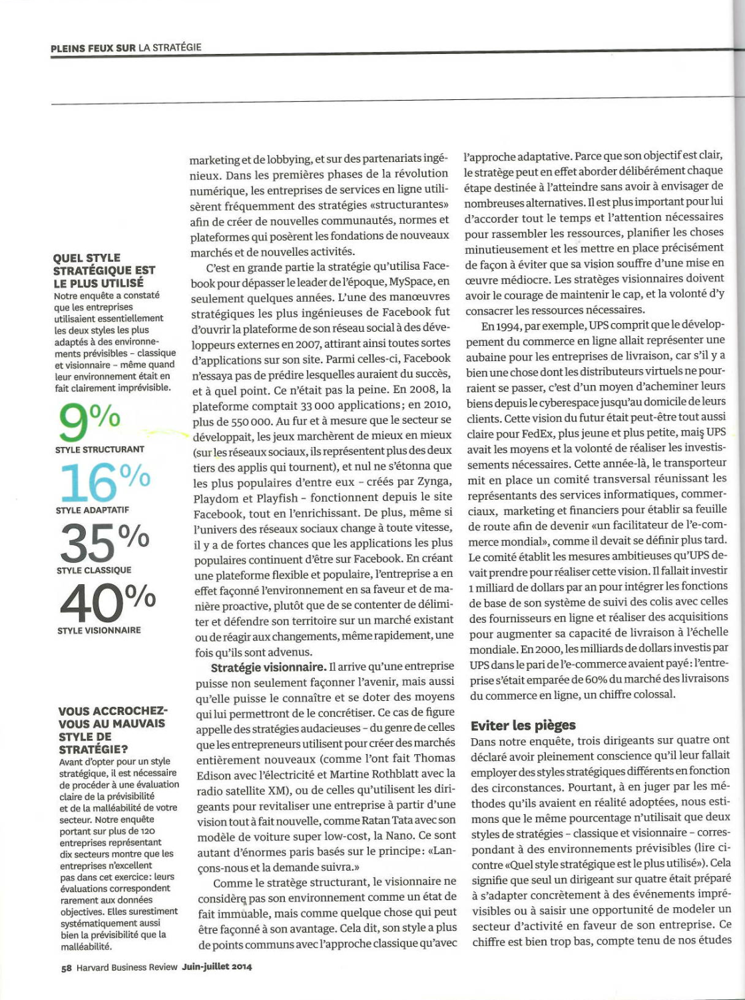 PLEINS FEUX SUR LA STRATÉGIE
QUEL STYLE
STRATÉGIQUE EST
LE PLUS UTILISÉ
Notre enquête a constaté
que les entreprises
utilisaient essentiellement
les deux styles les plus
adaptés à des environne-
ments prévisibles – classique
et visionnaire – même quand
leur environnement était en
fait clairement imprévisible.
9%
STYLE STRUCTURANT
16%
STYLE ADAPTATIF
35%
STYLE CLASSIQUE
40%
STYLE VISIONNAIRE
VOUS ACCROCHEZ-
VOUS AU MAUVAIS
STYLE DE
STRATÉGIE?
Avant d’opter pour un style
stratégique, il est nécessaire
de procéder à une évaluation
claire de la prévisibilité
et de la malléabilité de votre
secteur. Notre enquête
portant sur plus de 120
entreprises représentant
dix secteurs montre que les
entreprises n’excellent
pas dans cet exercice: leurs
évaluations correspondent
rarement aux données
objectives. Elles surestiment
systématiquement aussi
bien la prévisibilité que la
malléabilité.
marketing et de lobbying, et sur des partenariats ingé-
nieux. Dans les premières phases de la révolution
numérique, les entreprises de services en ligne utili-
sèrent fréquemment des stratégies «structurantes»
afin de créer de nouvelles communautés, normes et
plateformes qui posèrent les fondations de nouveaux
marchés et de nouvelles activités.
C’est en grande partie la stratégie qu’utilisa Face-
book pour dépasser le leader de l’époque, MySpace, en
seulement quelques années. L’une des manœuvres
stratégiques les plus ingénieuses de Facebook fut
d’ouvrir la plateforme de son réseau social à des déve-
loppeurs externes en 2007, attirant ainsi toutes sortes
d’applications sur son site. Parmi celles-ci, Facebook
n’essaya pas de prédire lesquelles auraient du succès,
et à quel point. Ce n’était pas la peine. En 2008, la
plateforme comptait 33 000 applications; en 2010,
plus de 550 000. Au fur et à mesure que le secteur se
développait, les jeux marchèrent de mieux en mieux
(sur les réseaux sociaux, ils représentent plus des deux
tiers des applis qui tournent), et nul ne s’étonna que
les plus populaires d’entre eux – créés par Zynga,
Playdom et Playfish – fonctionnent depuis le site
Facebook, tout en l’enrichissant. De plus, même si
l’univers des réseaux sociaux change à toute vitesse,
il y a de fortes chances que les applications les plus
populaires continuent d’être sur Facebook. En créant
une plateforme flexible et populaire, l’entreprise a en
effet façonné l’environnement en sa faveur et de ma-
nière proactive, plutôt que de se contenter de délimi-
ter et défendre son territoire sur un marché existant
ou de réagir aux changements, même rapidement, une
fois qu’ils sont advenus.
Stratégie visionnaire. Il arrive qu’une entreprise
puisse non seulement façonner l’avenir, mais aussi
qu’elle puisse le connaître et se doter des moyens
qui lui permettront de le concrétiser. Ce cas de figure
appelle des stratégies audacieuses – du genre de celles
que les entrepreneurs utilisent pour créer des marchés
entièrement nouveaux (comme l’ont fait Thomas
Edison avec l’électricité et Martine Rothblatt avec la
radio satellite XM), ou de celles qu’utilisent les diri-
geants pour revitaliser une entreprise à partir d’une
vision tout à fait nouvelle, comme Ratan Tata avec son
modèle de voiture super low-cost, la Nano. Ce sont
autant d’énormes paris basés sur le principe: «Lan-
çons-nous et la demande suivra.»
Comme le stratège structurant, le visionnaire ne
considère pas son environnement comme un état de
fait immuable, mais comme quelque chose qui peut
être façonné à son avantage. Cela dit, son style a plus
de points communs avec l’approche classique qu’avec
l’approche adaptative. Parce que son objectif est clair,
le stratège peut en effet aborder délibérément chaque
étape destinée à l’atteindre sans avoir à envisager de
nombreuses alternatives. Il est plus important pour lui
d’accorder tout le temps et l’attention nécessaires
pour rassembler les ressources, planifier les choses
minutieusement et les mettre en place précisément
de façon à éviter que sa vision souffre d’une mise en
œuvre médiocre. Les stratèges visionnaires doivent
avoir le courage de maintenir le cap, et la volonté d’y
consacrer les ressources nécessaires.
En 1994, par exemple, UPS comprit que le dévelop-
pement du commerce en ligne allait représenter une
aubaine pour les entreprises de livraison, car s’il y a
bien une chose dont les distributeurs virtuels ne pour-
raient se passer, c’est d’un moyen d’acheminer leurs
biens depuis le cyberespace jusqu’au domicile de leurs
clients. Cette vision du futur était peut-être tout aussi
claire pour FedEx, plus jeune et plus petite, mais UPS
avait les moyens et la volonté de réaliser les investis-
sements nécessaires. Cette année-là, le transporteur
mit en place un comité transversal réunissant les
représentants des services informatiques, commer-
ciaux, marketing et financiers pour établir sa feuille
de route afin de devenir «un facilitateur de l’e-com-
merce mondial», comme il devait se définir plus tard.
Le comité établit les mesures ambitieuses qu’UPS de-
vait prendre pour réaliser cette vision. Il fallait investir
1 milliard de dollars par an pour intégrer les fonctions
de base de son système de suivi des colis avec celles
des fournisseurs en ligne et réaliser des acquisitions
pour augmenter sa capacité de livraison à l’échelle
mondiale. En 2000, les milliards de dollars investis par
UPS dans le pari de l’e-commerce avaient payé: l’entre-
prise s’était emparée de 60% du marché des livraisons
du commerce en ligne, un chiffre colossal.
Eviter les pièges
Dans notre enquête, trois dirigeants sur quatre ont
déclaré avoir pleinement conscience qu’il leur fallait
employer des styles stratégiques différents en fonction
des circonstances. Pourtant, à en juger par les mé-
thodes qu’ils avaient en réalité adoptées, nous esti-
mons que le même pourcentage n’utilisait que deux
styles de stratégies – classique et visionnaire – corres-
pondant à des environnements prévisibles (lire ci-
contre «Quel style stratégique est le plus utilisé»). Cela
signifie que seul un dirigeant sur quatre était préparé
à s’adapter concrètement à des événements impré-
visibles ou à saisir une opportunité de modeler un
secteur d’activité en faveur de son entreprise. Ce
chiffre est bien trop bas, compte tenu de nos études
58 Harvard Business Review Juin-juillet 2014